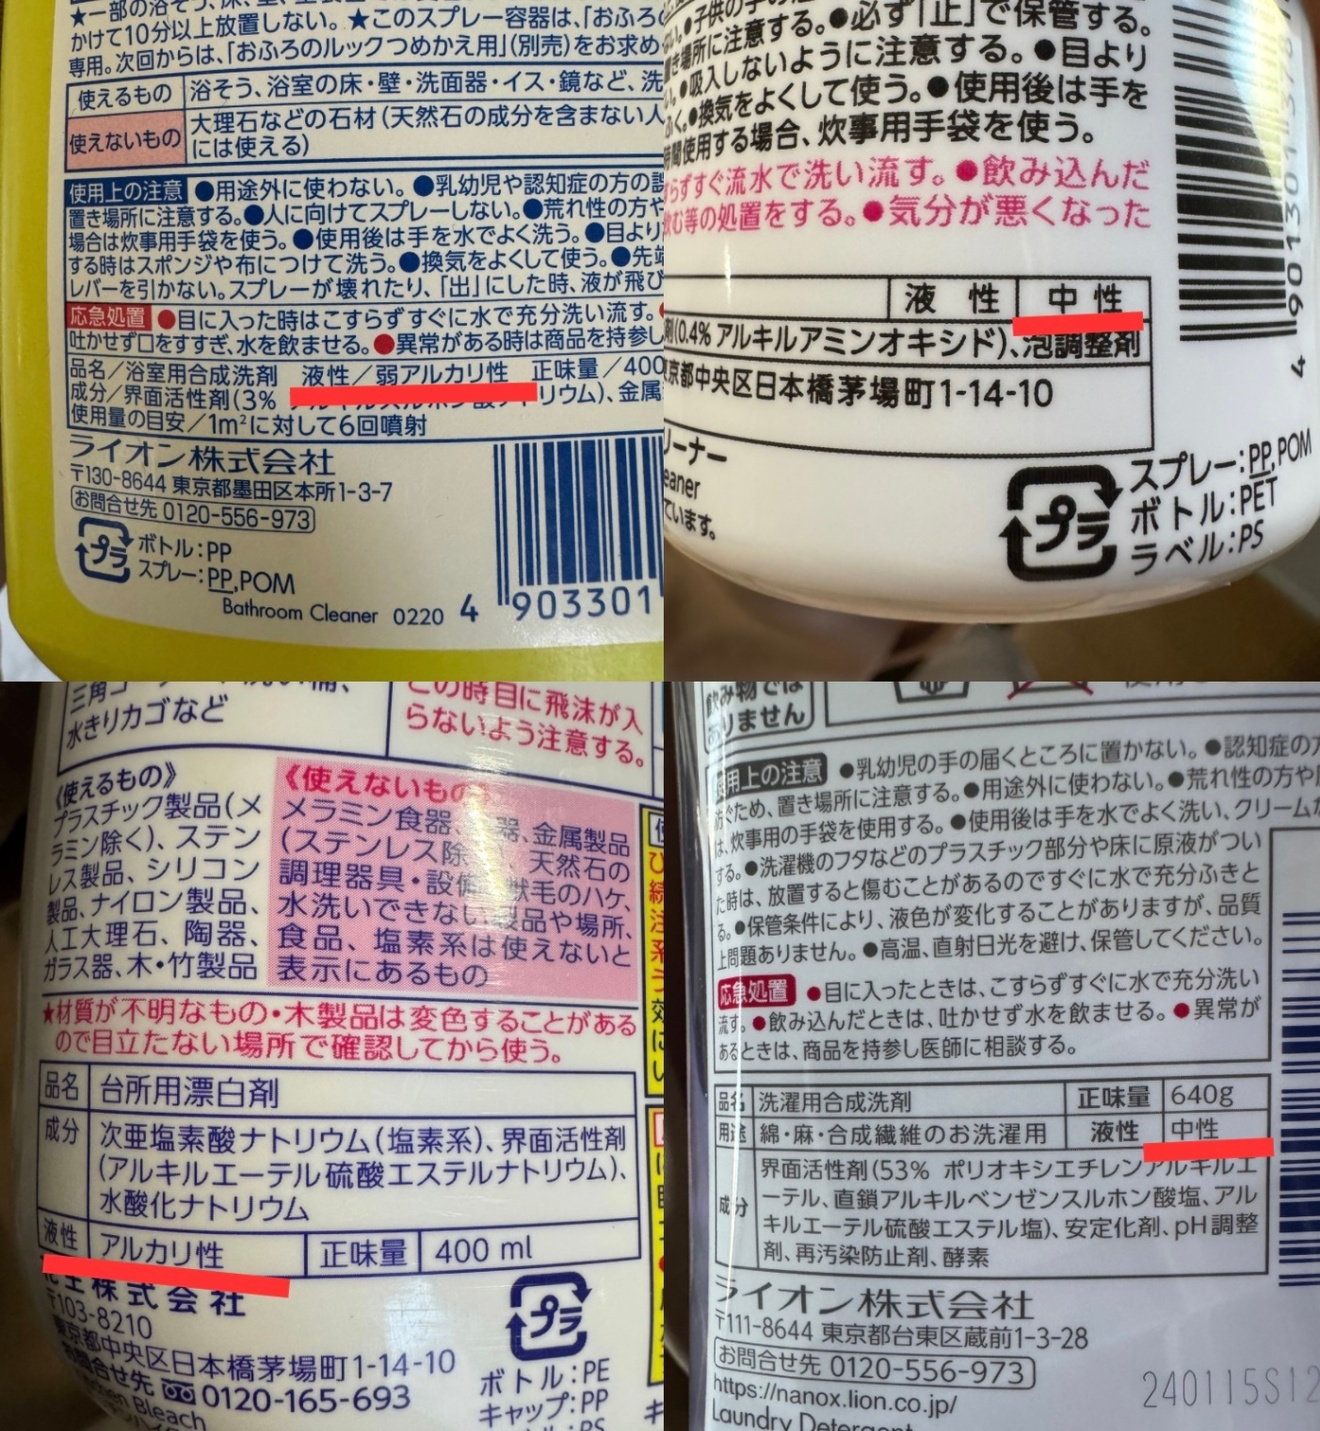 ★一部の浴そう、床、壁、
かけて10分以上放置しない。★このスプレー容器は、「おふろ
専用。次回からは、「おふろのルックつめかえ用」(別売)をお求め
使えるもの 浴そう、浴室の床・壁・洗面器・イス・鏡など、洗
使えないもの 大理石などの石材(天然石の成分を含まない人
には使える)
使用上の注意 ●用途外に使わない。●乳幼児や認知症の方の誤
置き場所に注意する。●人に向けてスプレーしない。●荒れ性の方や
場合は炊事用手袋を使う。●使用後は手を水でよく洗う。●目より
する時はスポンジや布につけて洗う。●換気をよくして使う。●先端
レバーを引かない。スプレーが壊れたり、「出」にした時、液が飛び
応急処置 ●目に入った時はこすらずすぐに水で充分洗い流す。
吐かせず口をすすぎ、水を飲ませる。●異常がある時は商品を持参し
品名/浴室用合成洗剤 液性/弱アルカリ性 正味量/400
成分/界面活性剤(3% アルキルスルホン酸ナトリウム)、金属
使用量の目安/1m²に対して6回噴射
ライオン株式会社
〒130-8644 東京都墨田区本所1-3-7
お問合せ先 0120-556-973
プラ
ボトル:PP
スプレー:PP,POM
Bathroom Cleaner 0220
4 903301
ない。●子供の手の
置き場所に注意する。●必ず「止」で保管する。
●吸入しないように注意する。●目より
く。●換気をよくして使う。●使用後は手を
時間使用する場合、炊事用手袋を使う。
らずすぐ流水で洗い流す。●飲み込んだ
飲む等の処置をする。●気分が悪くなった
液性 中性
剤(0.4% アルキルアミンオキシド)、泡調整剤
京都中央区日本橋茅場町1-14-10
リーナー
eaner
ています。
プラ
スプレー:PP,POM
ボトル:PET
ラベル:PS
4 901301
水きりカゴなど
この時目に飛沫が入
らないよう注意する。
《使えるもの》
プラスチック製品(メ
ラミン除く)、ステン
レス製品、シリコン
製品、ナイロン製品、
人工大理石、陶器、
ガラス器、木・竹製品
《使えないもの
メラミン食器、器、金属製品
(ステンレス除 天然石の
調理器具・設備 獣毛のハケ、
水洗いできない製品や場所、
食品、塩素系は使えないと
表示にあるもの
★材質が不明なもの・木製品は変色することがある
ので目立たない場所で確認してから使う。
品名 台所用漂白剤
成分 次亜塩素酸ナトリウム(塩素系)、界面活性剤
(アルキルエーテル硫酸エステルナトリウム)、
水酸化ナトリウム
液性 アルカリ性 正味量 400 ml
花王株式会社
〒103-8210
東京都中央区日本橋茅場町1-14-10
お問合せ先 0120-165-693
Kitchen Bleach
プラ
ボトル:PE
キャップ:PP
飲み物では
ありません
使用上の注意 ●乳幼児の手の届くところに置かない。●認知症の方
防ぐため、置き場所に注意する。●用途外に使わない。●荒れ性の方や
は、炊事用の手袋を使用する。●使用後は手を水でよく洗い、クリーム
する。●洗濯機のフタなどのプラスチック部分や床に原液がつい
た時は、放置すると傷むことがあるのですぐに水で充分ふきと
る。●保管条件により、液色が変化することがありますが、品質
上問題ありません。●高温、直射日光を避け、保管してください。
応急処置 ●目に入ったときは、こすらずすぐに水で充分洗い
流す。●飲み込んだときは、吐かせず水を飲ませる。●異常が
あるときは、商品を持参し医師に相談する。
品名 洗濯用合成洗剤 正味量 640g
用途 綿・麻・合成繊維のお洗濯用 液性 中性
成分 界面活性剤(53% ポリオキシエチレンアルキルエ
ーテル、直鎖アルキルベンゼンスルホン酸塩、アル
キルエーテル硫酸エステル塩)、安定化剤、pH調整
剤、再汚染防止剤、酵素
ライオン株式会社
〒111-8644 東京都台東区蔵前1-3-28
お問合せ先 0120-556-973
https://nanox.lion.co.jp/
Laundry Detergent
240115S12